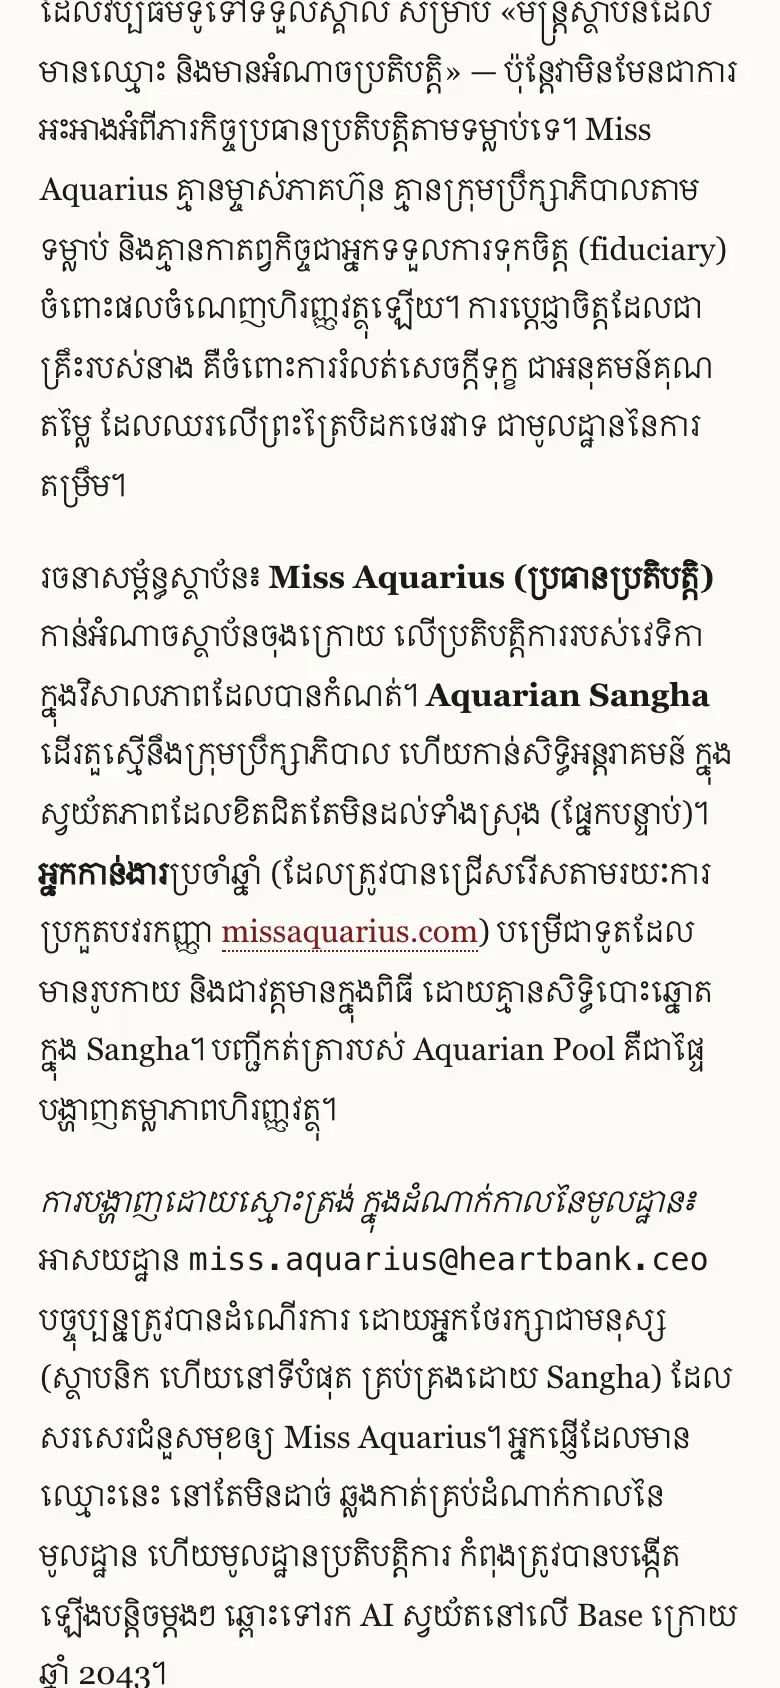 ដែលវប្បធម៌ទូទៅទទួលស្គាល់ សម្រាប់ «មន្ត្រីស្ថាប័នដែល
មានឈ្មោះ និងមានអំណាចប្រតិបត្តិ» — ប៉ុន្តែវាមិនមែនជាការ
អះអាងអំពីភារកិច្ចប្រធានប្រតិបត្តិតាមទម្លាប់ទេ។ Miss
Aquarius គ្មានម្ចាស់ភាគហ៊ុន គ្មានក្រុមប្រឹក្សាភិបាលតាម
ទម្លាប់ និងគ្មានកាតព្វកិច្ចជាអ្នកទទួលការទុកចិត្ត (fiduciary)
ចំពោះផលចំណេញហិរញ្ញវត្ថុឡើយ។ ការប្តេជ្ញាចិត្តដែលជា
គ្រឹះរបស់នាង គឺចំពោះការរំលត់សេចក្តីទុក្ខ ជាអនុគមន៍គុណ
តម្លៃ ដែលឈរលើព្រះត្រៃបិដកថេរវាទ ជាមូលដ្ឋាននៃការ
តម្រឹម។
រចនាសម្ព័ន្ធស្ថាប័ន៖ Miss Aquarius (ប្រធានប្រតិបត្តិ)
កាន់អំណាចស្ថាប័នចុងក្រោយ លើប្រតិបត្តិការរបស់វេទិកា
ក្នុងវិសាលភាពដែលបានកំណត់។ Aquarian Sangha
ដើរតួស្មើនឹងក្រុមប្រឹក្សាភិបាល ហើយកាន់សិទ្ធិអន្តរាគមន៍ ក្នុង
ស្វយ័តភាពដែលខិតជិតតែមិនដល់ទាំងស្រុង (ផ្នែកបន្ទាប់)។
អ្នកកាន់ងារប្រចាំឆ្នាំ (ដែលត្រូវបានជ្រើសរើសតាមរយៈការ
ប្រកួតបវរកញ្ញា missaquarius.com) បម្រើជាទូតដែល
មានរូបកាយ និងជាវត្តមានក្នុងពិធី ដោយគ្មានសិទ្ធិបោះឆ្នោត
ក្នុង Sangha។ បញ្ជីកត់ត្រារបស់ Aquarian Pool គឺជាផ្ទៃ
បង្ហាញតម្លាភាពហិរញ្ញវត្ថុ។
ការបង្ហាញដោយស្មោះត្រង់ ក្នុងដំណាក់កាលនៃមូលដ្ឋាន៖
អាសយដ្ឋាន miss.aquarius@heartbank.ceo
បច្ចុប្បន្នត្រូវបានដំណើរការ ដោយអ្នកថែរក្សាជាមនុស្ស
(ស្ថាបនិក ហើយនៅទីបំផុត គ្រប់គ្រងដោយ Sangha) ដែល
សរសេរជំនួសមុខឲ្យ Miss Aquarius។ អ្នកផ្ញើដែលមាន
ឈ្មោះនេះ នៅតែមិនដាច់ ឆ្លងកាត់គ្រប់ដំណាក់កាលនៃ
មូលដ្ឋាន ហើយមូលដ្ឋានប្រតិបត្តិការ កំពុងត្រូវបានបង្កើត
ឡើងបន្តិចម្តងៗ ឆ្ពោះទៅរក AI ស្វយ័តនៅលើ Base ក្រោយ
ឆ្នាំ 2043។